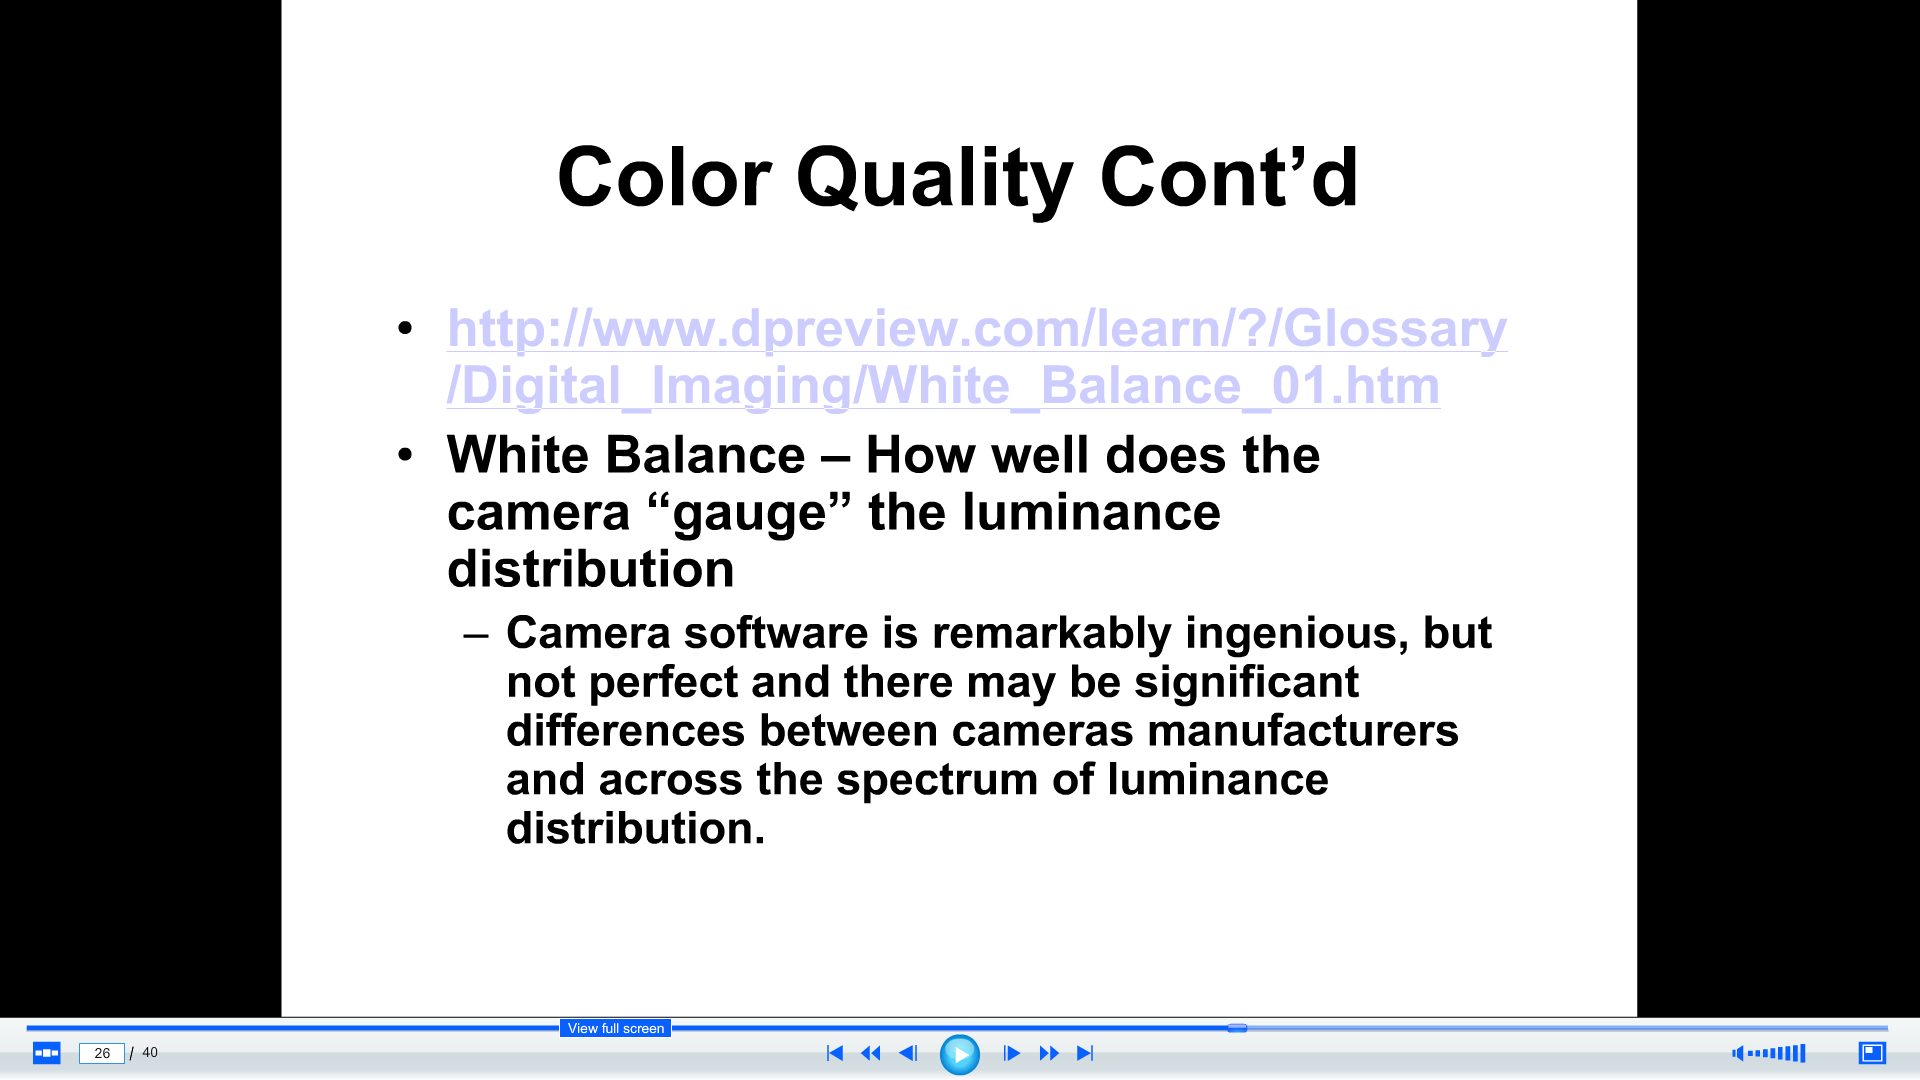 Color Quality Cont’d
• http://www.dpreview.com/learn/?/Glossary
/Digital_Imaging/White_Balance_01.htm
• White Balance – How well does the
camera “gauge” the luminance
distribution
– Camera software is remarkably ingenious, but
not perfect and there may be significant
differences between cameras manufacturers
and across the spectrum of luminance
distribution.
View full screen
26 / 40